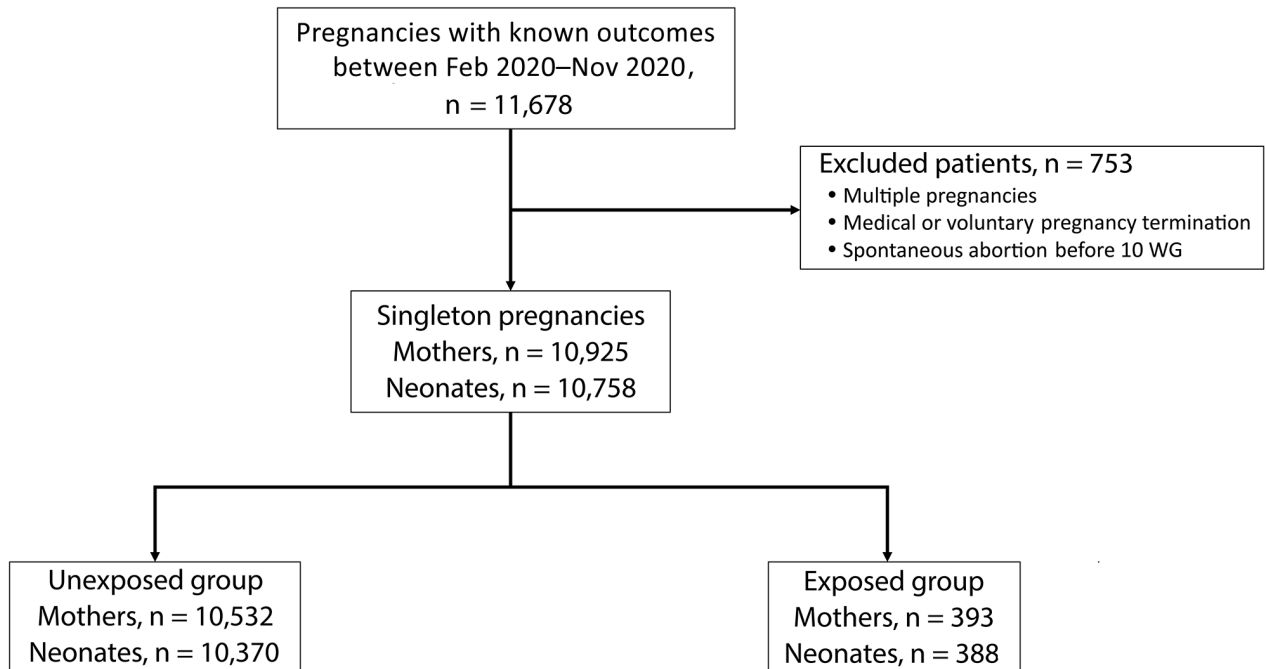 Pregnancies with known outcomes
between Feb 2020–Nov 2020,
n = 11,678
Excluded patients, n = 753
• Multiple pregnancies
• Medical or voluntary pregnancy termination
• Spontaneous abortion before 10 WG
Singleton pregnancies
Mothers, n = 10,925
Neonates, n = 10,758
Unexposed group
Mothers, n = 10,532
Neonates, n = 10,370
Exposed group
Mothers, n = 393
Neonates, n = 388